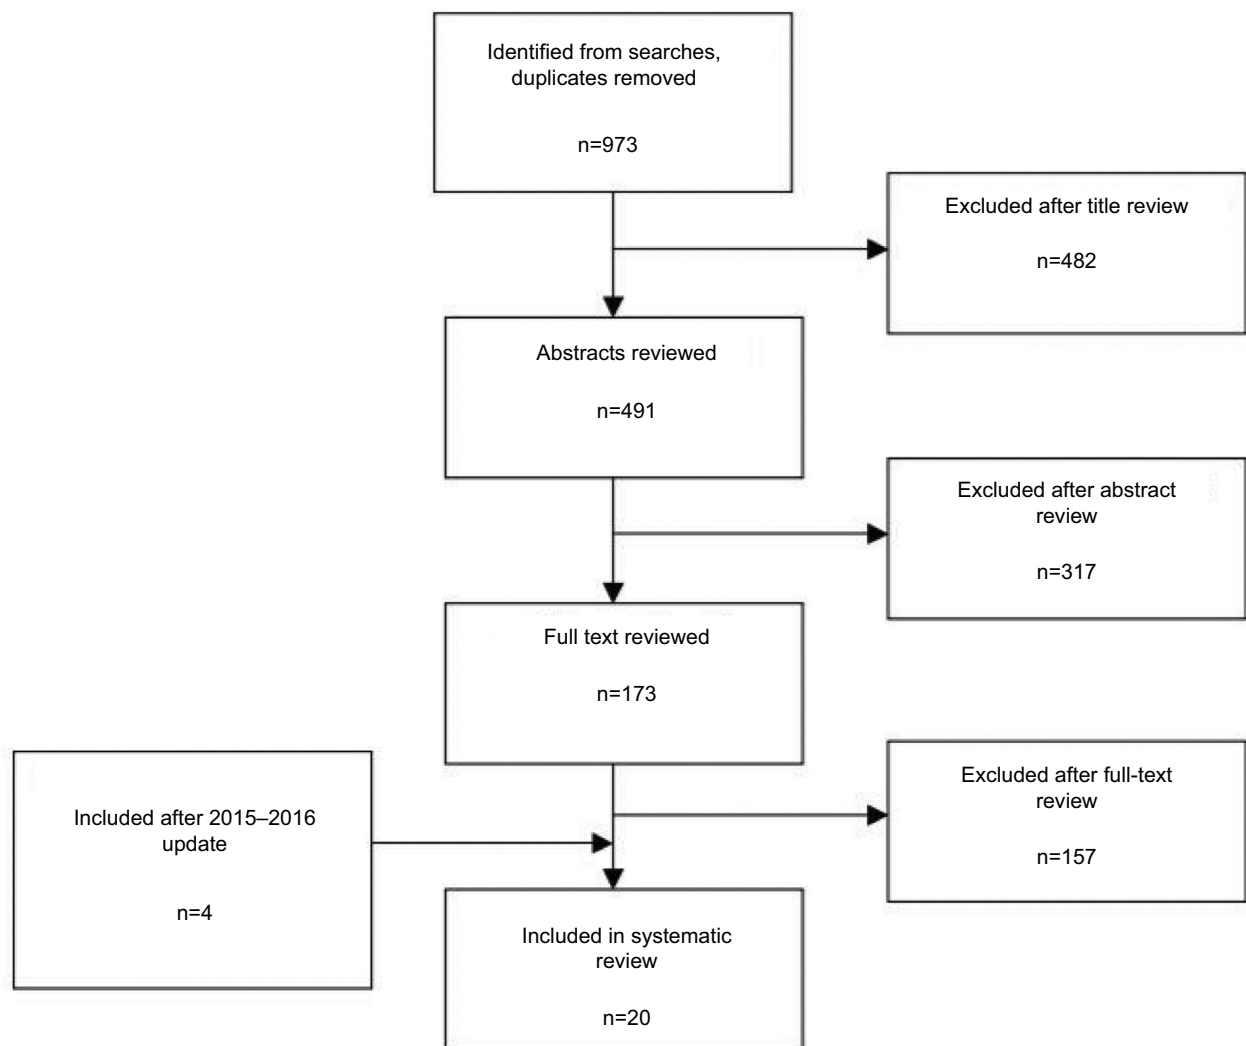 Identified from searches,
duplicates removed
n=973
Excluded after title review
n=482
Abstracts reviewed
n=491
Excluded after abstract
review
n=317
Full text reviewed
n=173
Excluded after full-text
review
n=157
Included after 2015–2016
update
n=4
Included in systematic
review
n=20